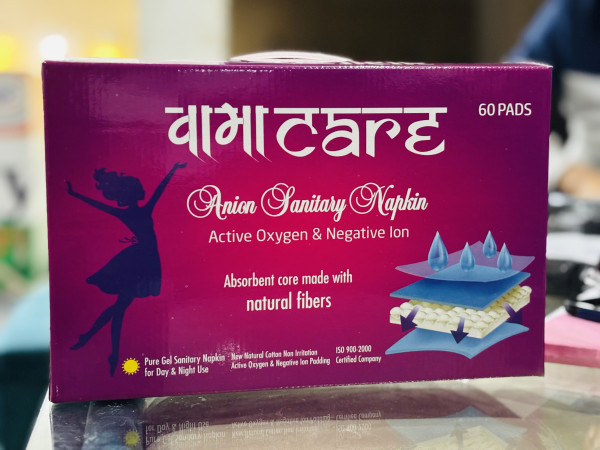 वामा care
60 PADS
Anion Sanitary Napkin
Active Oxygen & Negative Ion
Absorbent core made with
natural fibers
Pure Gel Sanitary Napkin
for Day & Night Use
New Natural Cotton Non Irritation
Active Oxygen & Negative Ion Padding
ISO 900-2000
Certified Company